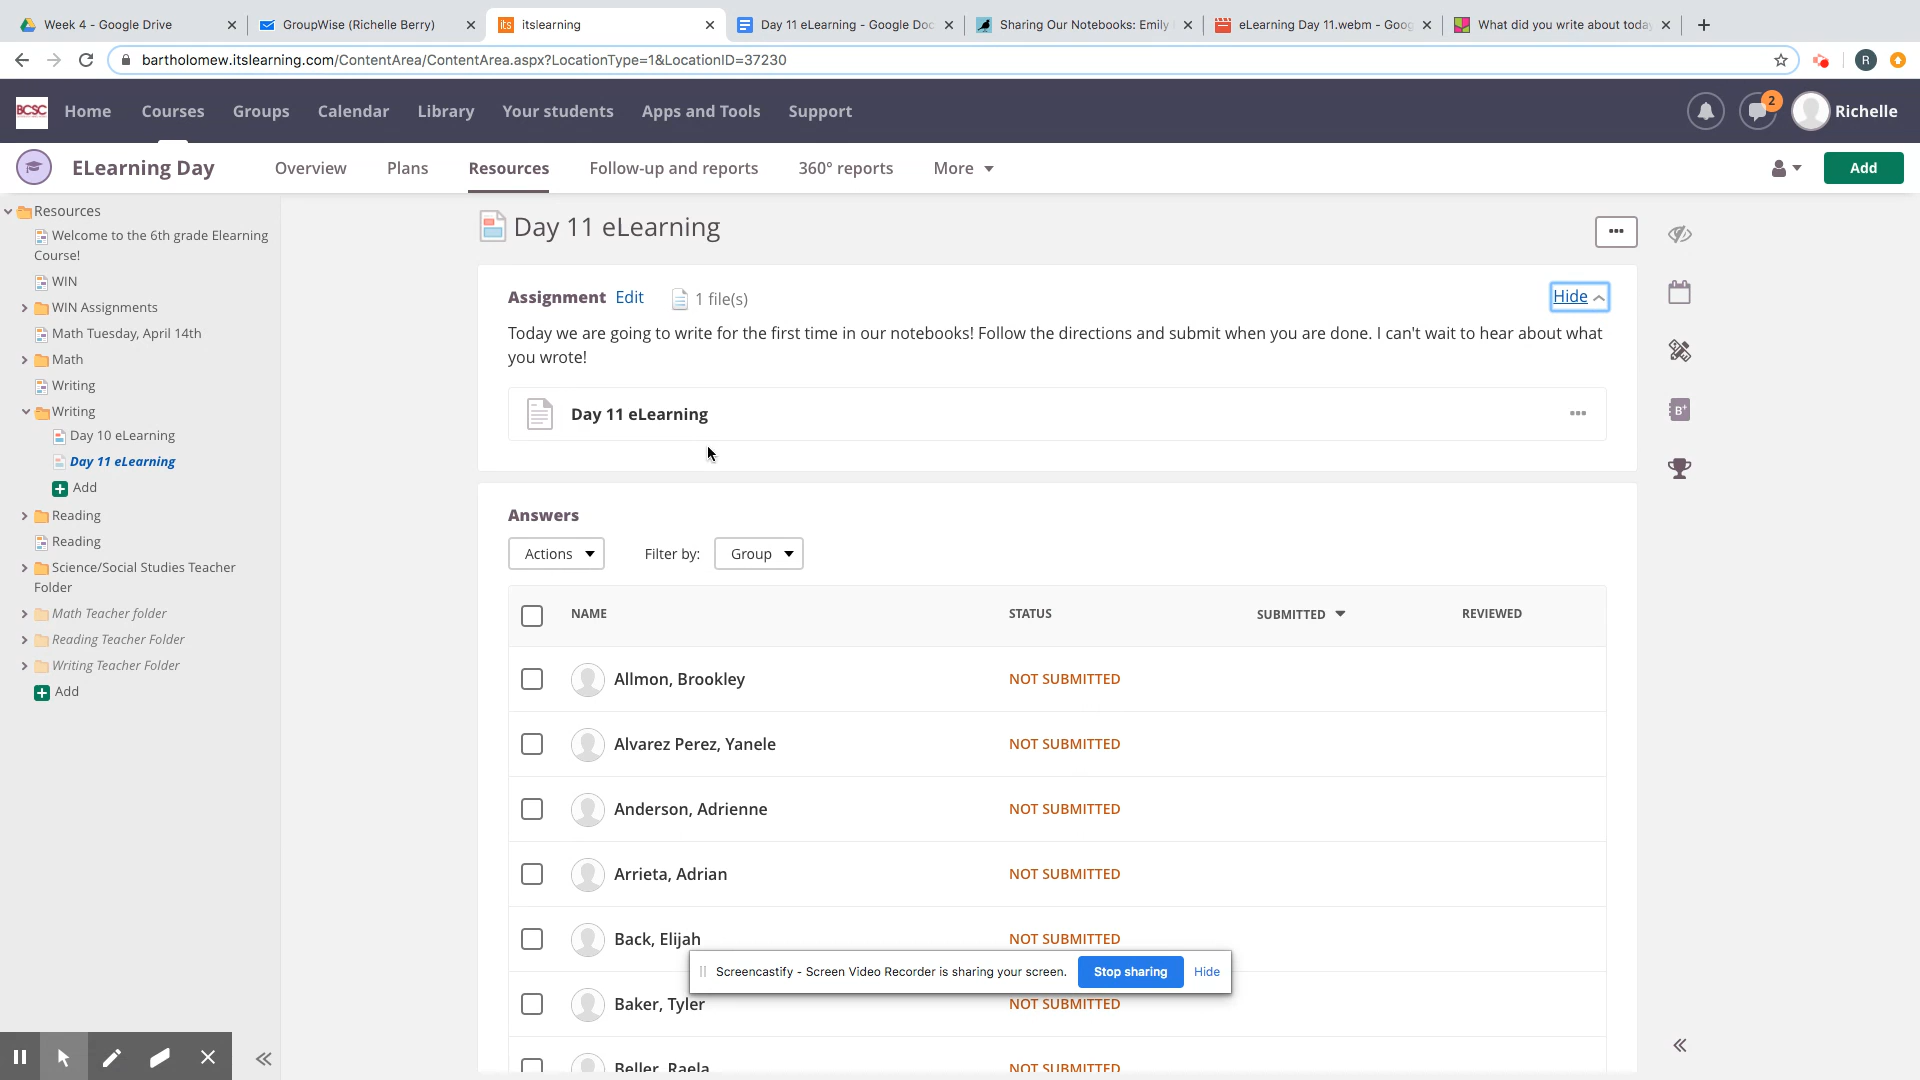 Week 4 - Google Drive
GroupWise (Richelle Berry)
itslearning
Day 11 eLearning - Google Doc
Sharing Our Notebooks: Emily
eLearning Day 11.webm - Goog
What did you write about today
bartholomew.itslearning.com/ContentArea/ContentArea.aspx?LocationType=1&LocationID=37230
R
BCSC
Home
Courses
Groups
Calendar
Library
Your students
Apps and Tools
Support
2
Richelle
ELearning Day
Overview
Plans
Resources
Follow-up and reports
360° reports
More
Add
Resources
Welcome to the 6th grade Elearning
Course!
WIN
WIN Assignments
Math Tuesday, April 14th
Math
Writing
Writing
Day 10 eLearning
Day 11 eLearning
Add
Reading
Reading
Science/Social Studies Teacher
Folder
Math Teacher folder
Reading Teacher Folder
Writing Teacher Folder
Add
Day 11 eLearning
Assignment Edit 1 file(s)
Hide
Today we are going to write for the first time in our notebooks! Follow the directions and submit when you are done. I can't wait to hear about what
you wrote!
Day 11 eLearning
Answers
Actions
Filter by:
Group
NAME
STATUS
SUBMITTED
REVIEWED
Allmon, Brookley
NOT SUBMITTED
Alvarez Perez, Yanele
NOT SUBMITTED
Anderson, Adrienne
NOT SUBMITTED
Arrieta, Adrian
NOT SUBMITTED
Back, Elijah
NOT SUBMITTED
Screencastify - Screen Video Recorder is sharing your screen.
Stop sharing
Hide
Baker, Tyler
NOT SUBMITTED
Beller, Raela
NOT SUBMITTED
B+